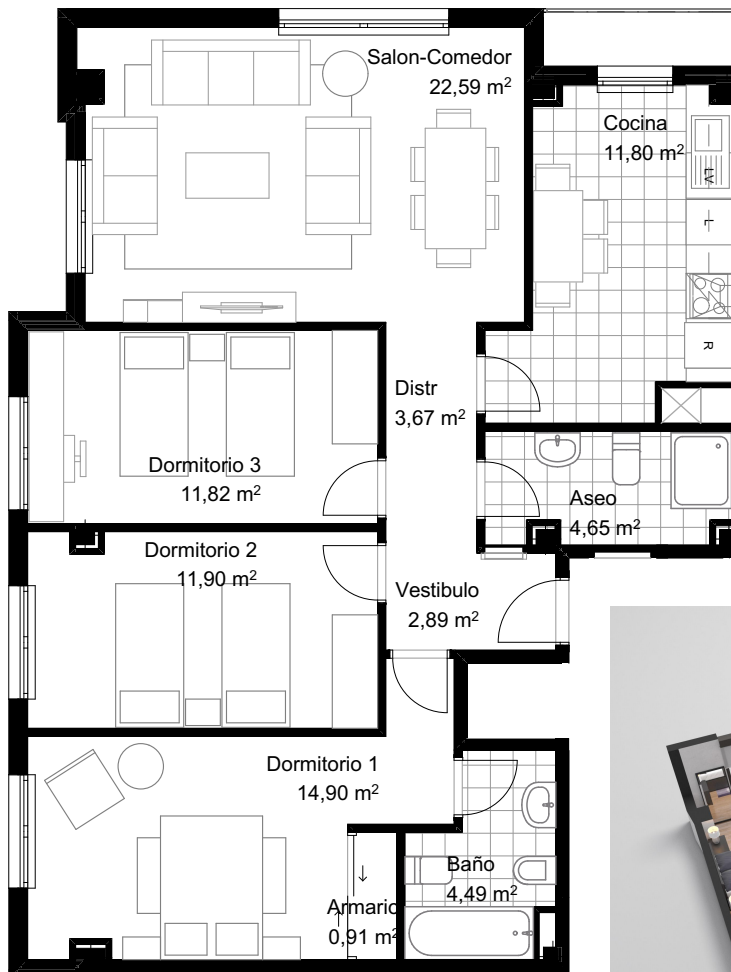 Salon-Comedor
22,59 m²
Cocina
11,80 m²
LV
L
R
Distr
3,67 m²
Dormitorio 3
11,82 m²
Aseo
4,65 m²
Dormitorio 2
11,90 m²
Vestibulo
2,89 m²
Dormitorio 1
14,90 m²
Baño
4,49 m²
Armario
0,91 m²